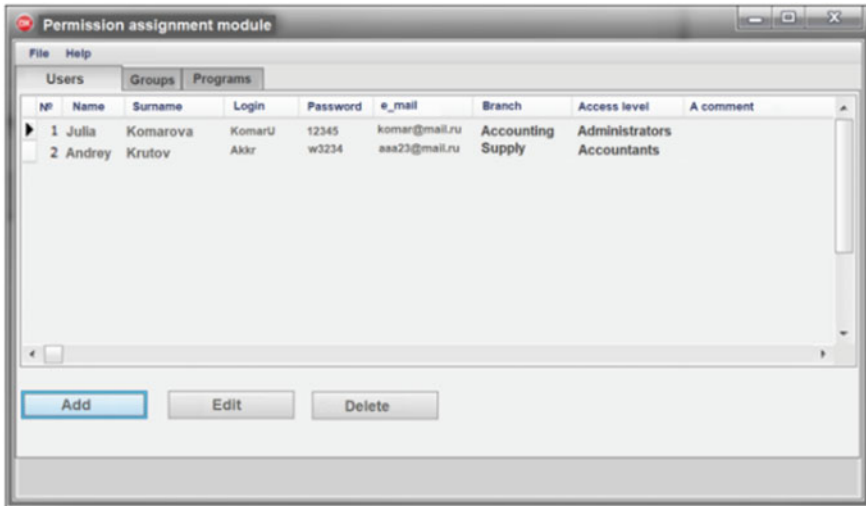 Permission assignment module
File Help
Users Groups Programs
№ Name Surname Login Password e_mail Branch Access level A comment
1 Julia Komarova KomarU 12345 komar@mail.ru Accounting Administrators
2 Andrey Krutov Akkr w3234 aaa23@mail.ru Supply Accountants
Add Edit Delete